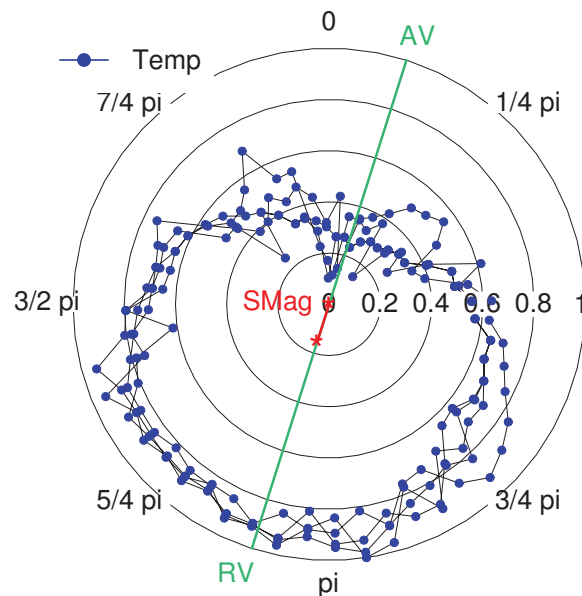 0
AV
Temp
7/4 pi
1/4 pi
3/2 pi
SMag
0 0.2 0.4 0.6 0.8 1
5/4 pi
3/4 pi
RV
pi